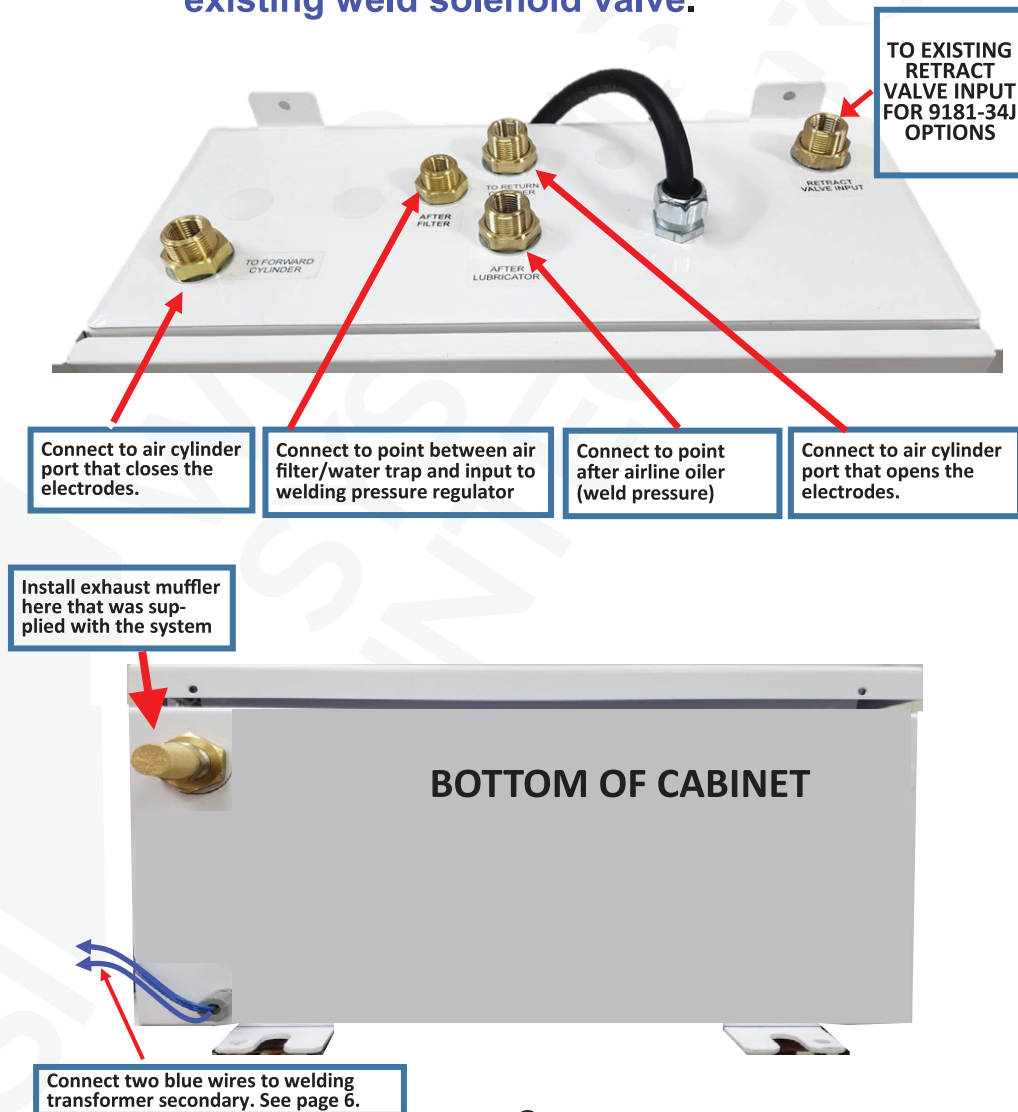 existing weld solenoid valve.
TO EXISTING
RETRACT
VALVE INPUT
FOR 9181-34J
OPTIONS
TO RETURN
CYLINDER
RETRACT
VALVE INPUT
AFTER
FILTER
TO FORWARD
CYLINDER
AFTER
LUBRICATOR
Connect to air cylinder
port that closes the
electrodes.
Connect to point between air
filter/water trap and input to
welding pressure regulator
Connect to point
after airline oiler
(weld pressure)
Connect to air cylinder
port that opens the
electrodes.
Install exhaust muffler
here that was sup-
plied with the system
BOTTOM OF CABINET
Connect two blue wires to welding
transformer secondary. See page 6.